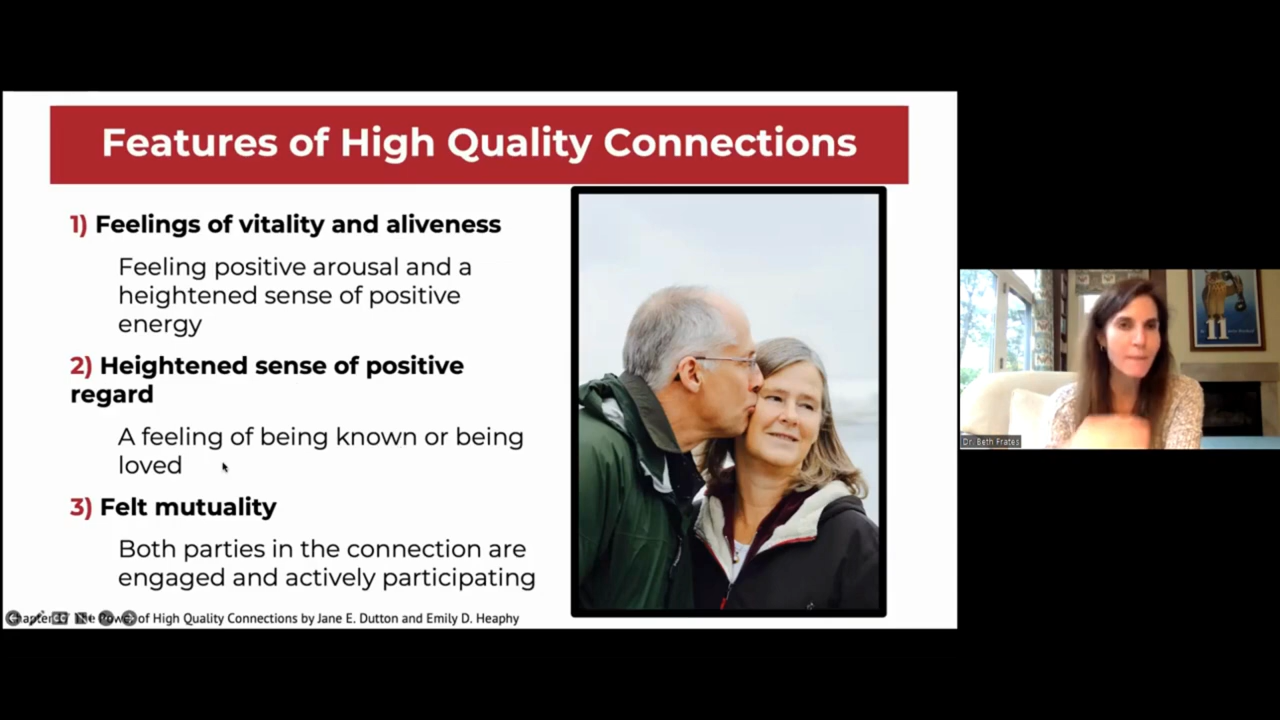 Features of High Quality Connections
1) Feelings of vitality and aliveness
Feeling positive arousal and a
heightened sense of positive
energy
2) Heightened sense of positive
regard
A feeling of being known or being
loved
3) Felt mutuality
Both parties in the connection are
engaged and actively participating
of High Quality Connections by Jane E. Dutton and Emily D. Heaphy
11
Dr. Beth Frates